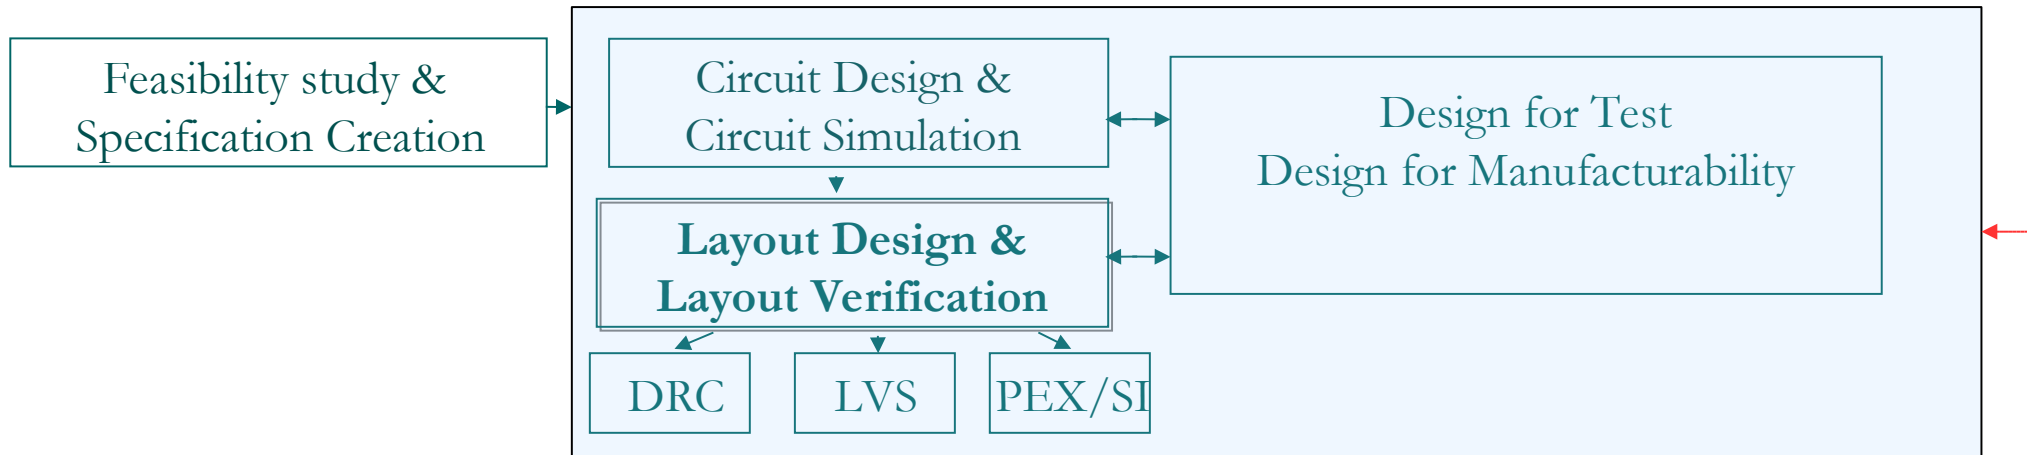 Feasibility study &
Specification Creation
Circuit Design &
Circuit Simulation
Design for Test
Design for Manufacturability
Layout Design &
Layout Verification
DRC
LVS
PEX/SI